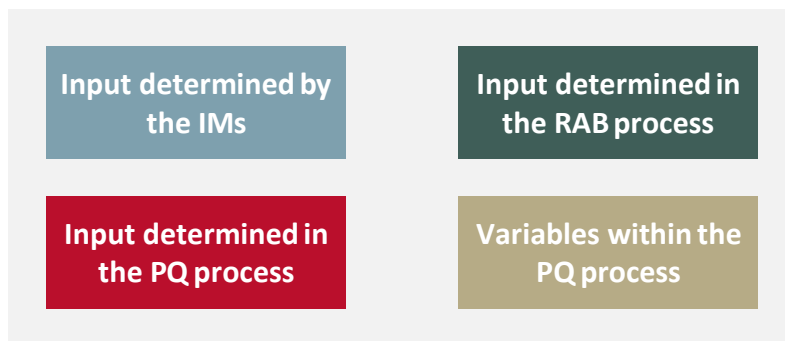 Input determined by
the IMs
Input determined in
the RAB process
Input determined in
the PQ process
Variables within the
PQ process